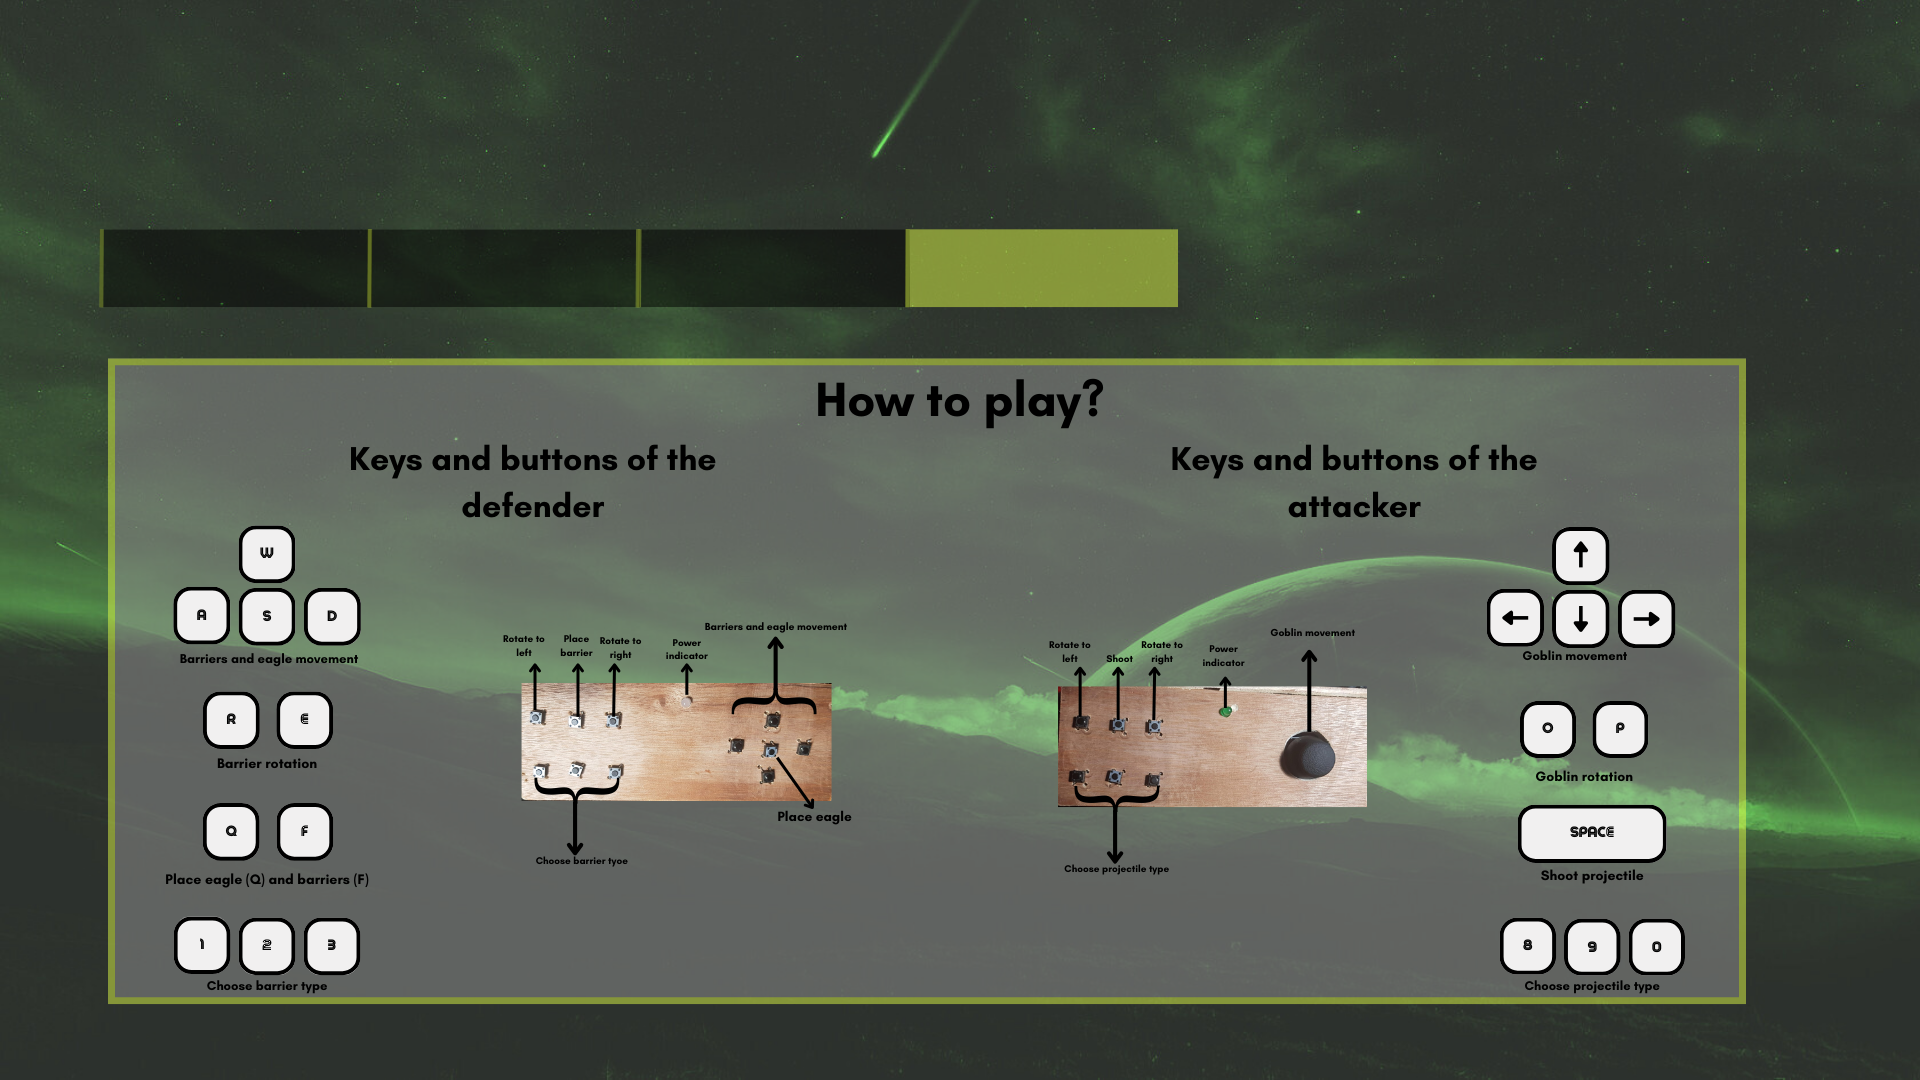 How to play?
Keys and buttons of the
defender
W
A S D
Barriers and eagle movement
R E
Barrier rotation
Q F
Place eagle (Q) and barriers (F)
1 2 3
Choose barrier type
Rotate to
left
Place
barrier
Rotate to
right
Power
indicator
Barriers and eagle movement
Place eagle
Choose barrier tyoe
Keys and buttons of the
attacker
Rotate to
left
Shoot
Rotate to
right
Power
indicator
Goblin movement
Choose projectile type
↑
← ↓ →
Goblin movement
O P
Goblin rotation
SPACE
Shoot projectile
8 9 0
Choose projectile type